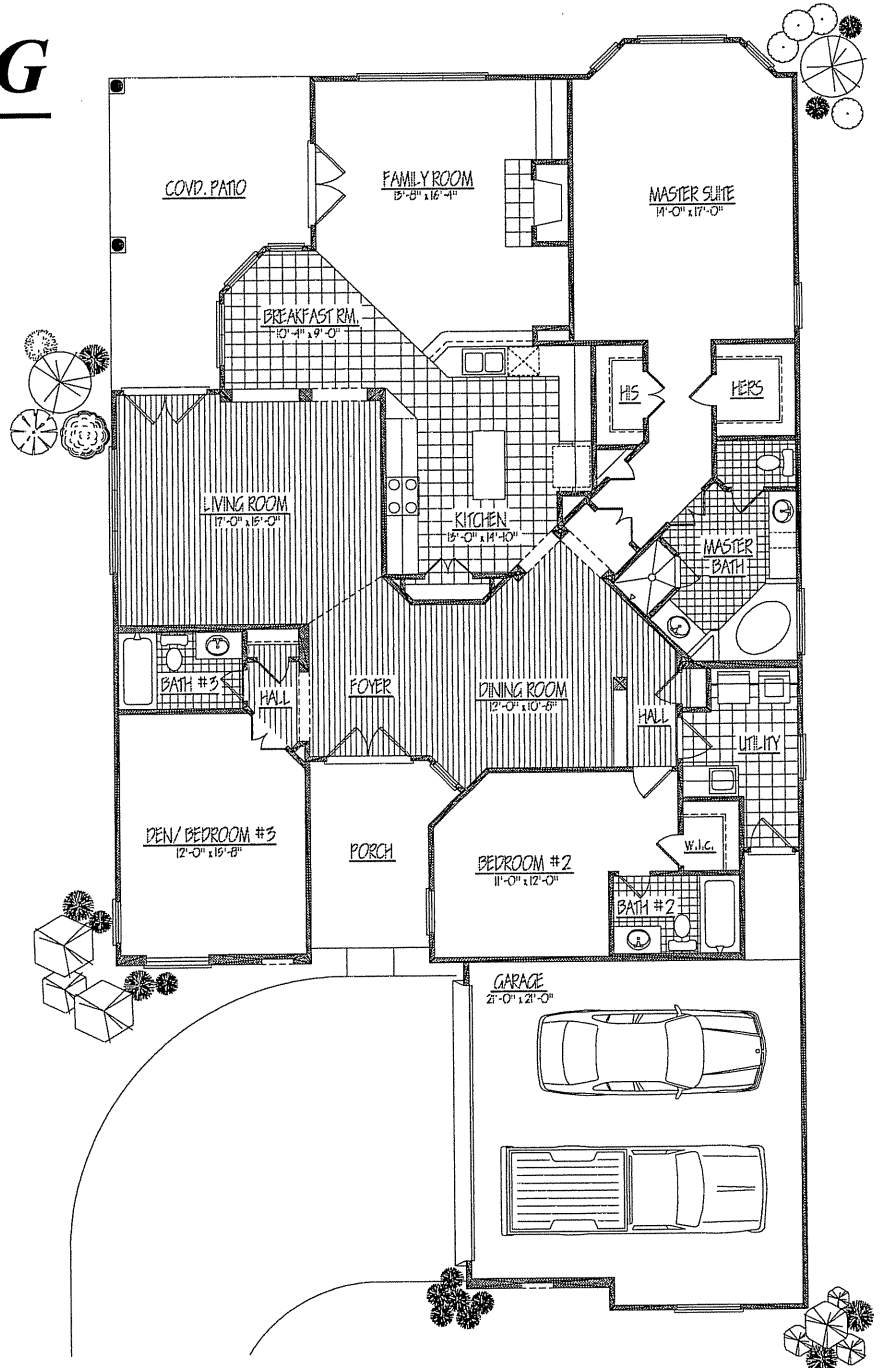 G
COVD. PATIO
FAMILY ROOM
13'-8" x 16'-4"
MASTER SUITE
14'-0" x 17'-0"
BREAKFAST RM.
10'-4" x 9'-0"
HIS
HERS
LIVING ROOM
17'-0" x 15'-0"
KITCHEN
13'-0" x 14'-10"
MASTER
BATH
BATH #3
HALL
FOYER
DINING ROOM
12'-0" x 10'-8"
HALL
UTILITY
DEN/ BEDROOM #3
12'-0" x 15'-8"
PORCH
BEDROOM #2
11'-0" x 12'-0"
W.I.C.
BATH #2
GARAGE
21'-0" x 21'-0"